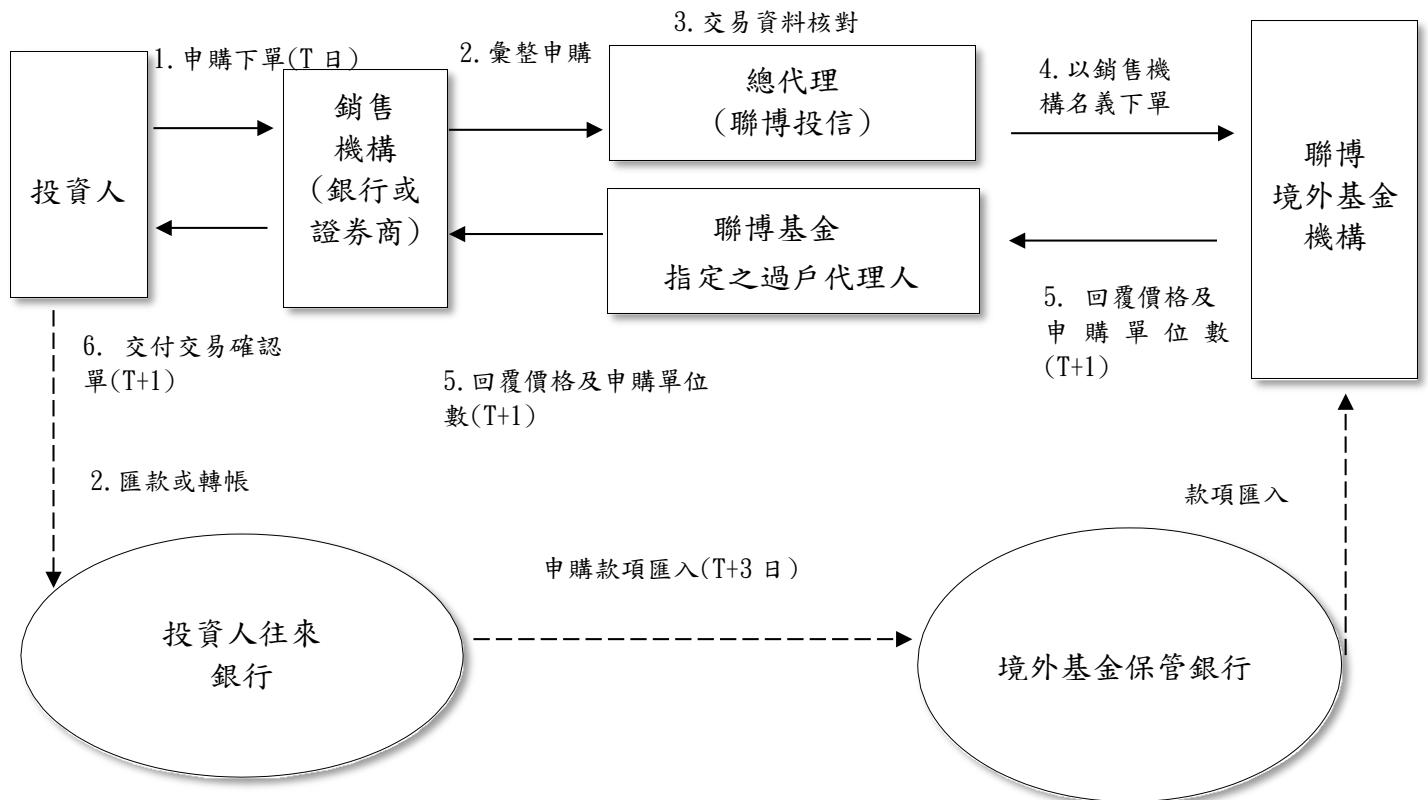 3.交易資料核對
1.申購下單(T 日)
2.彙整申購
總代理
(聯博投信)
4.以銷售機
構名義下單
銷售
機構
(銀行或
證券商)
投資人
聯博
境外基金
機構
聯博基金
指定之過戶代理人
5. 回覆價格及
申購單位數
(T+1)
6. 交付交易確認
單(T+1)
5.回覆價格及申購單位
數(T+1)
2.匯款或轉帳
款項匯入
申購款項匯入(T+3 日)
投資人往來
銀行
境外基金保管銀行